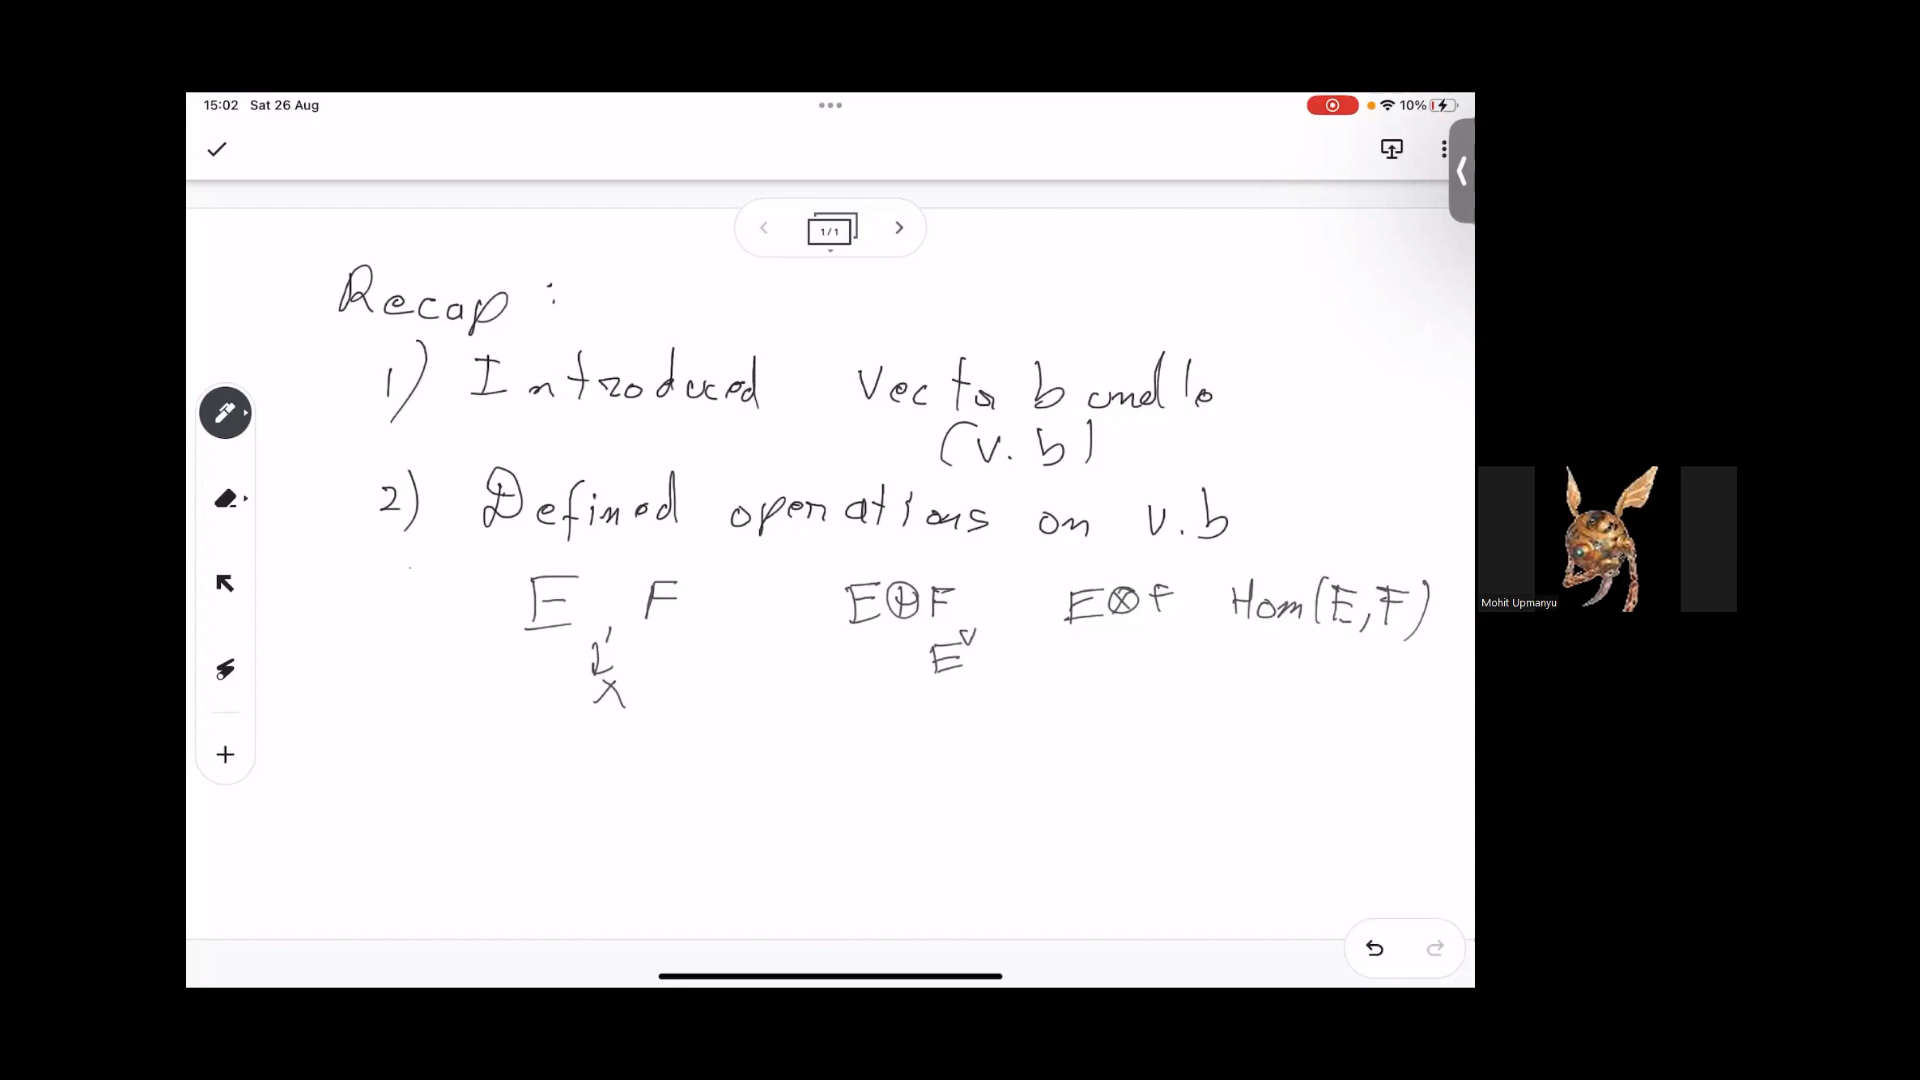 15:02 Sat 26 Aug 10%
1/1
Recap :
1) Introduced Vector bundle
(v. b)
2) Defined operations on v.b
E , F E⊕F E⊗F Hom(E,F)
↓ E^∨
X
Mohit Upmanyu